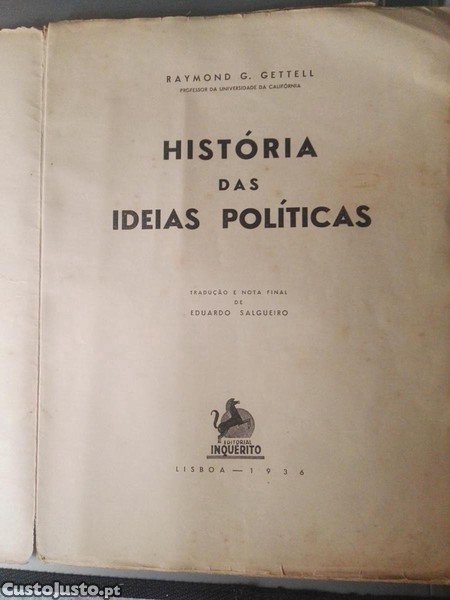 RAYMOND G. GETTELL
PROFESSOR DA UNIVERSIDADE DA CALIFÓRNIA
HISTÓRIA
DAS
IDEIAS POLÍTICAS
TRADUÇÃO E NOTA FINAL
DE
EDUARDO SALGUEIRO
EDITORIAL
INQUÉRITO
LISBOA — 1936
CustoJusto.pt